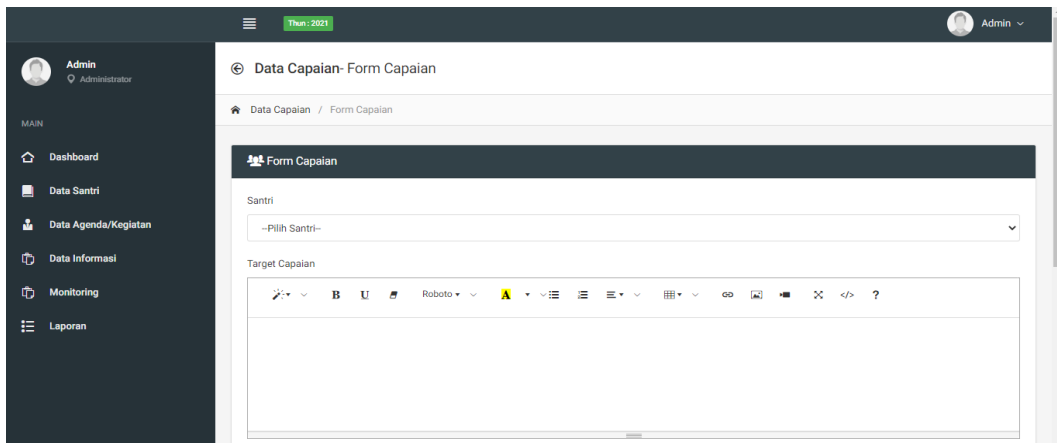 Thun : 2021
Admin
Admin
Administrator
MAIN
Dashboard
Data Santri
Data Agenda/Kegiatan
Data Informasi
Monitoring
Laporan
Data Capaian- Form Capaian
Data Capaian / Form Capaian
Form Capaian
Santri
--Pilih Santri--
Target Capaian
B U Roboto A </> ?